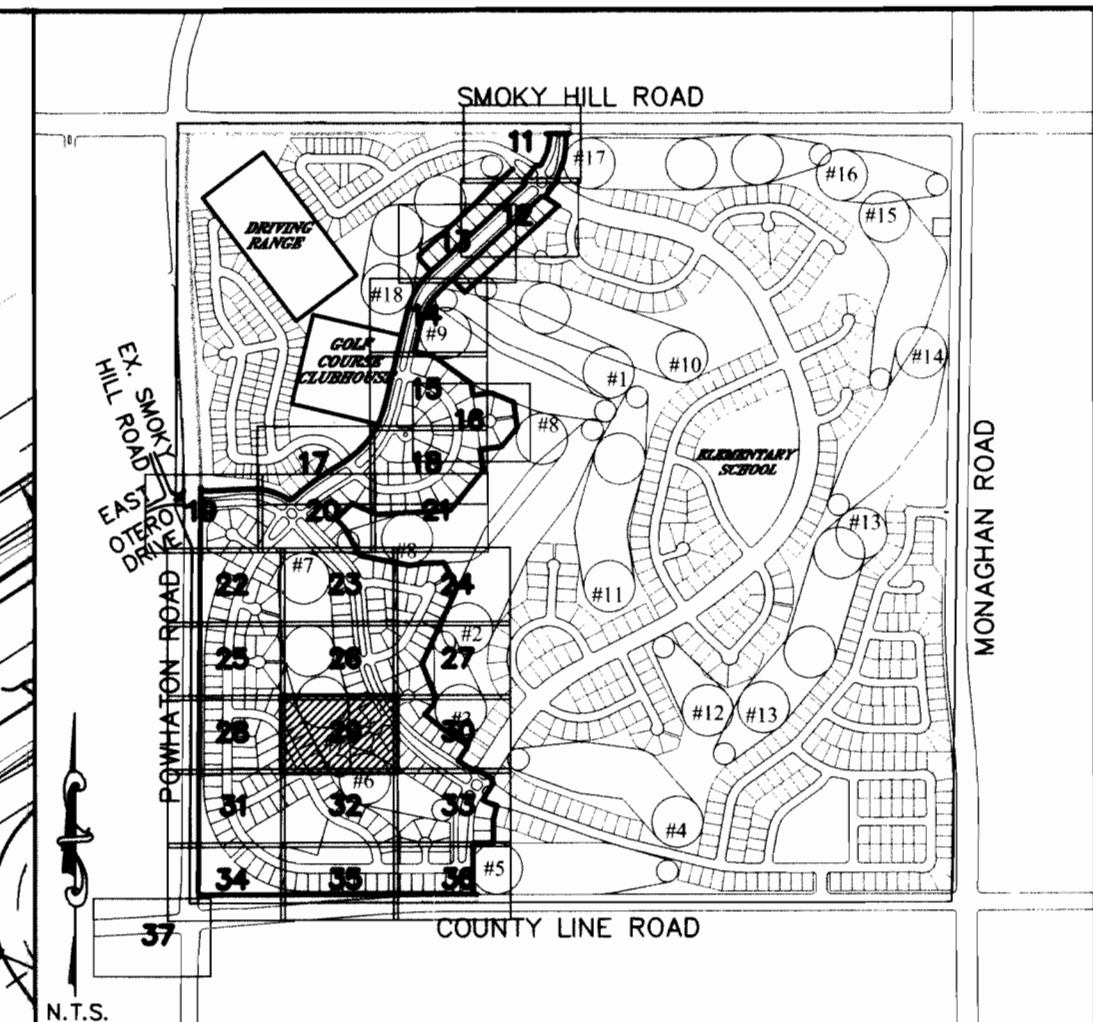 SMOKY HILL ROAD
11
#17
#16
12
#15
DRIVING
RANGE
13
#18
14
#9
GOLF
COURSE
CLUBHOUSE
#10
#14
EX. SMOKY
HILL ROAD
#1
15
16
#8
ELEMENTARY
SCHOOL
MONAGHAN ROAD
17
18
EAST
OTERO
DRIVE
19
20
21
#13
#8
#7
22
23
24
#11
#2
25
26
27
POWHATON ROAD
28
29
#3
30
#12
#13
#6
31
32
33
#4
#5
34
35
36
COUNTY LINE ROAD
37
N.T.S.